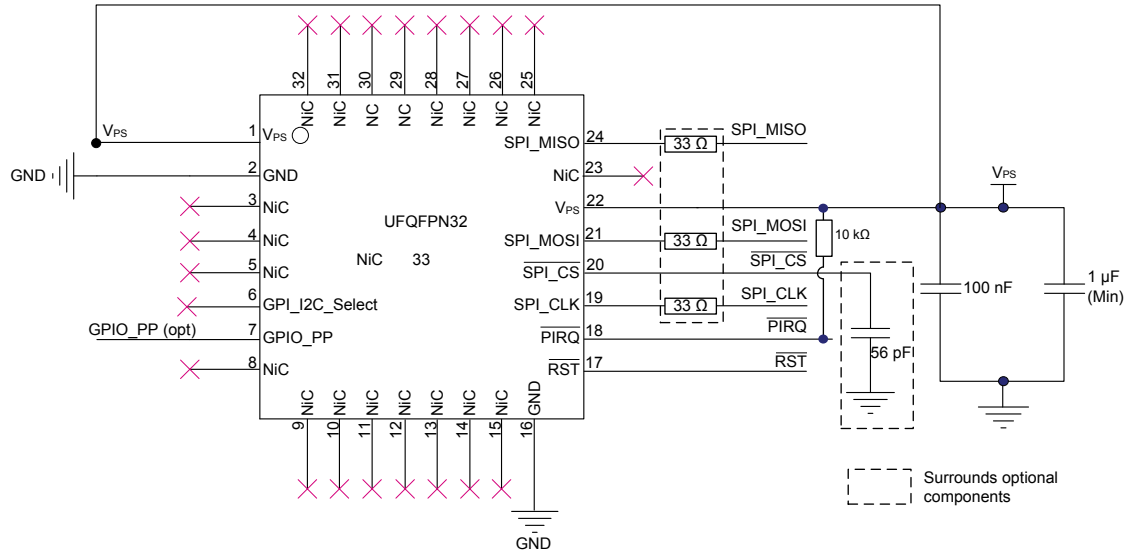 32 31 30 29 28 27 26 25
NiC NiC NC NC NiC NiC NiC NiC
VPS
1 VPS
GND 2 GND
3 NiC
4 NiC
5 NiC
6 GPI_I2C_Select
GPIO_PP (opt) 7 GPIO_PP
8 NiC
UFQFPN32
NiC 33
SPI_MISO 24 33 Ω SPI_MISO
NiC 23
VPS 22 VPS
SPI_MOSI 21 33 Ω SPI_MOSI
10 kΩ
SPI_CS 20 SPI_CS
SPI_CLK 19 33 Ω SPI_CLK
PIRQ 18 PIRQ
RST 17 RST
100 nF
1 µF
(Min)
56 pF
NiC NiC NiC NiC NiC NiC NiC GND
9 10 11 12 13 14 15 16
GND
Surrounds optional
components